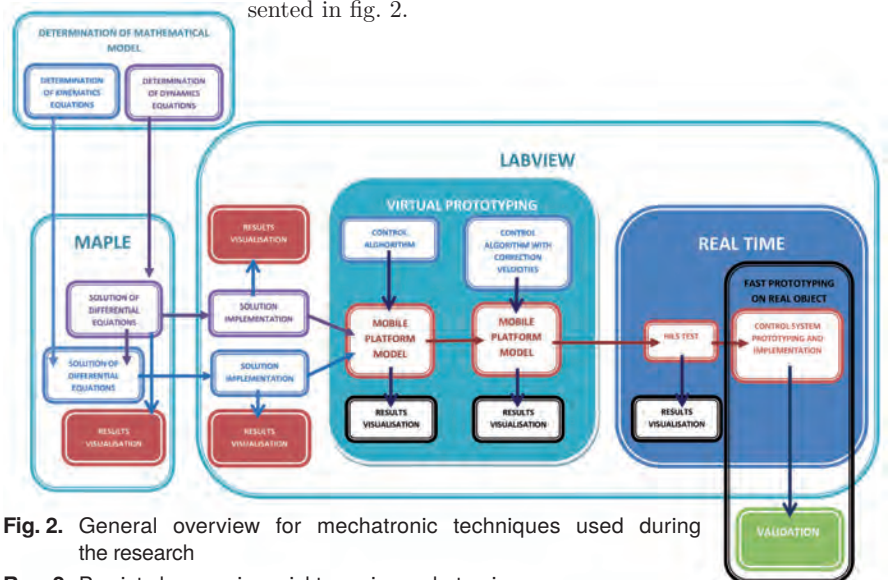 sented in fig. 2.
DETERMINATION OF MATHEMATICAL
MODEL
DETERMINATION
OF KINEMATICS
EQUATIONS
DETERMINATION
OF DYNAMICS
EQUATIONS
LABVIEW
MAPLE
SOLUTION OF
DIFFERENTIAL
EQUATIONS
SOLUTION OF
DIFFERENTIAL
EQUATIONS
RESULTS
VISUALISATION
RESULTS
VISUALISATION
SOLUTION
IMPLEMENTATION
SOLUTION
IMPLEMENTATION
RESULTS
VISUALISATION
VIRTUAL PROTOTYPING
CONTROL
ALGHORITHM
CONTROL
ALGORITHM WITH
CORRECTION
VELOCITIES
MOBILE
PLATFORM
MODEL
MOBILE
PLATFORM
MODEL
RESULTS
VISUALISATION
RESULTS
VISUALISATION
REAL TIME
HILS TEST
RESULTS
VISUALISATION
FAST PROTOTYPING
ON REAL OBJECT
CONTROL SYSTEM
PROTOTYPING AND
IMPLEMENTATION
VALIDATION
Fig. 2. General overview for mechatronic techniques used during
the research